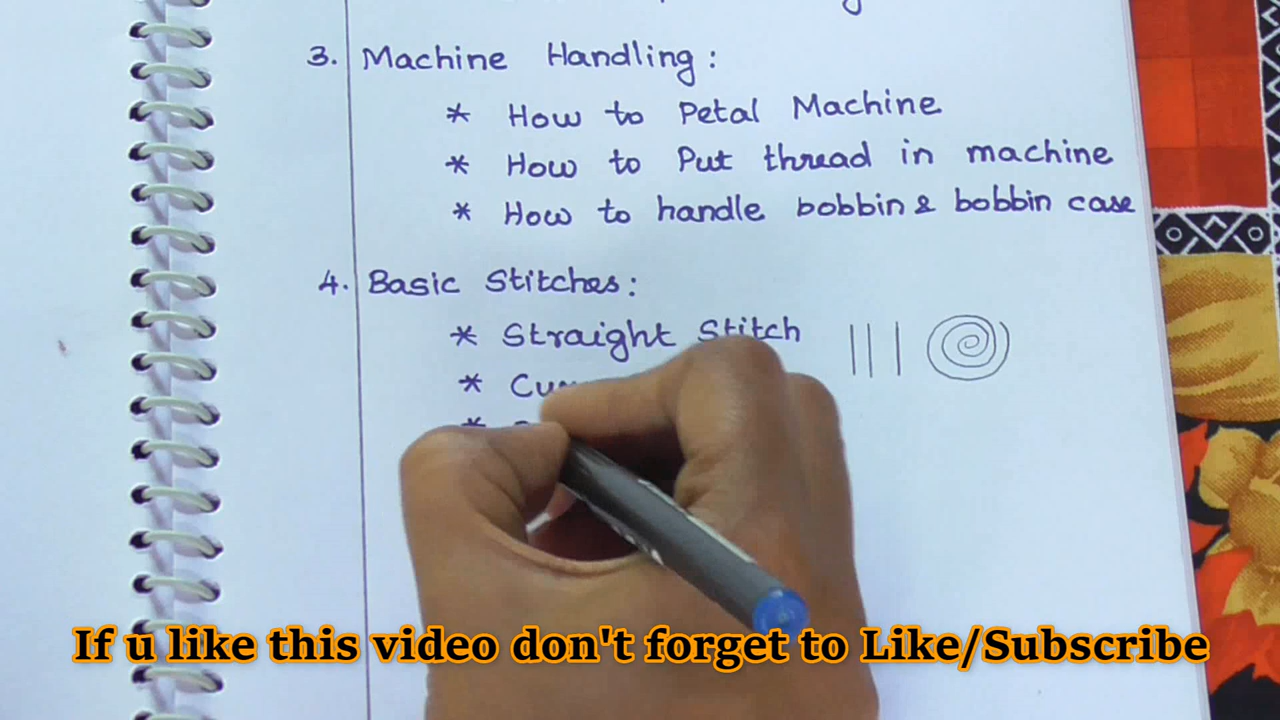 3. Machine Handling:
* How to Petal Machine
* How to Put thread in machine
* How to handle bobbin & bobbin case
4. Basic Stitches:
* Straight Stitch
*
*
If u like this video don't forget to Like/Subscribe